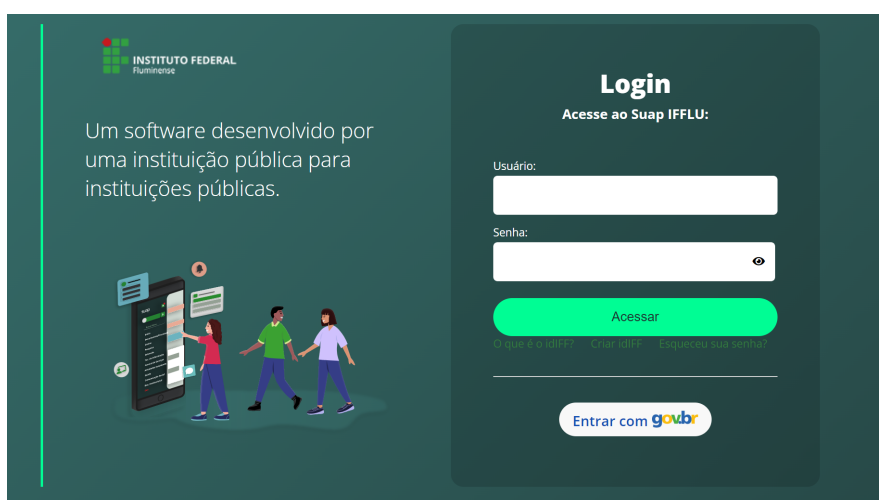 INSTITUTO FEDERAL
Fluminense
Um software desenvolvido por
uma instituição pública para
instituições públicas.
suap
Login
Acesse ao Suap IFFLU:
Usuário:
Senha:
Acessar
O que é o idIFF? Criar idIFF Esqueceu sua senha?
Entrar com gov.br